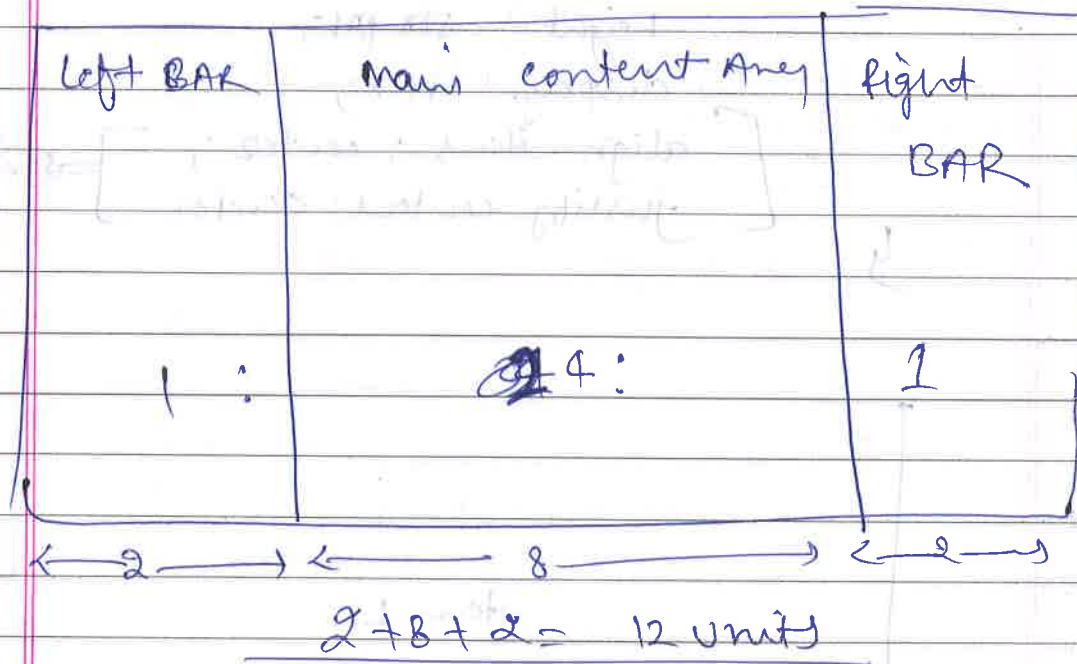 Left BAR main content Area Right
BAR
1 : 4 : 1
2 8 2
2 + 8 + 2 = 12 units